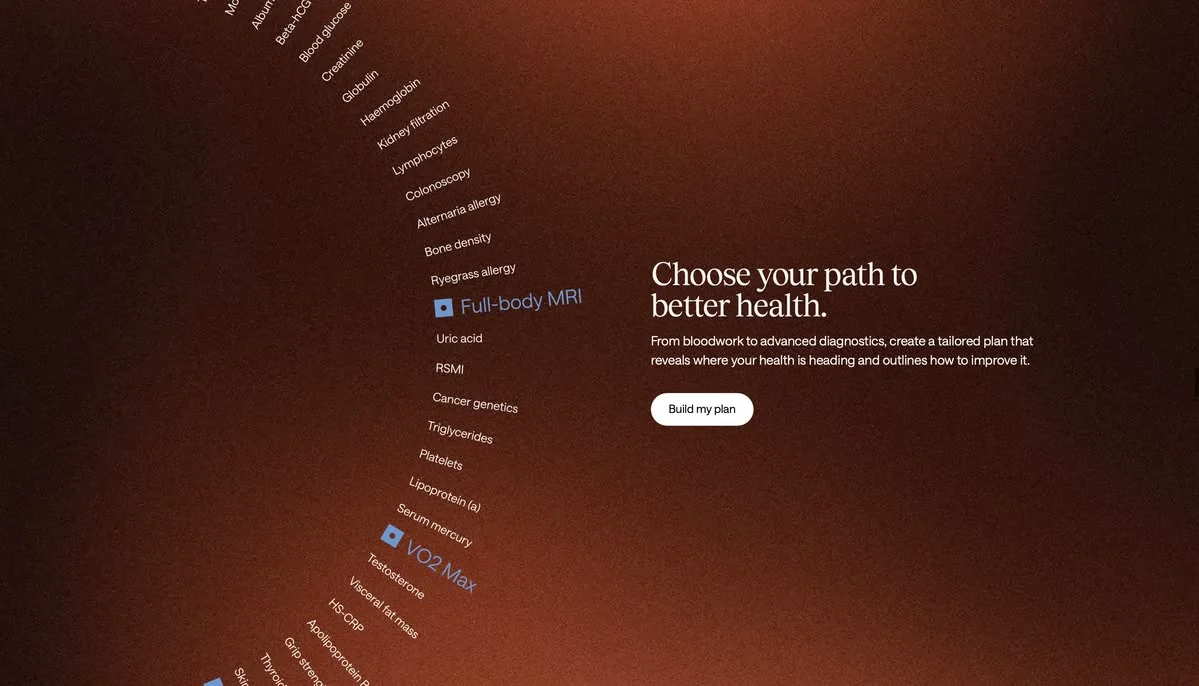 Beta-hCG
Blood glucose
Creatinine
Globulin
Haemoglobin
Kidney filtration
Lymphocytes
Colonoscopy
Alternaria allergy
Bone density
Ryegrass allergy
Full-body MRI
Uric acid
RSMI
Cancer genetics
Triglycerides
Platelets
Lipoprotein (a)
Serum mercury
VO2 Max
Testosterone
Visceral fat mass
HS-CRP
Apolipoprotein
Grip
Choose your path to
better health.
From bloodwork to advanced diagnostics, create a tailored plan that
reveals where your health is heading and outlines how to improve it.
Build my plan